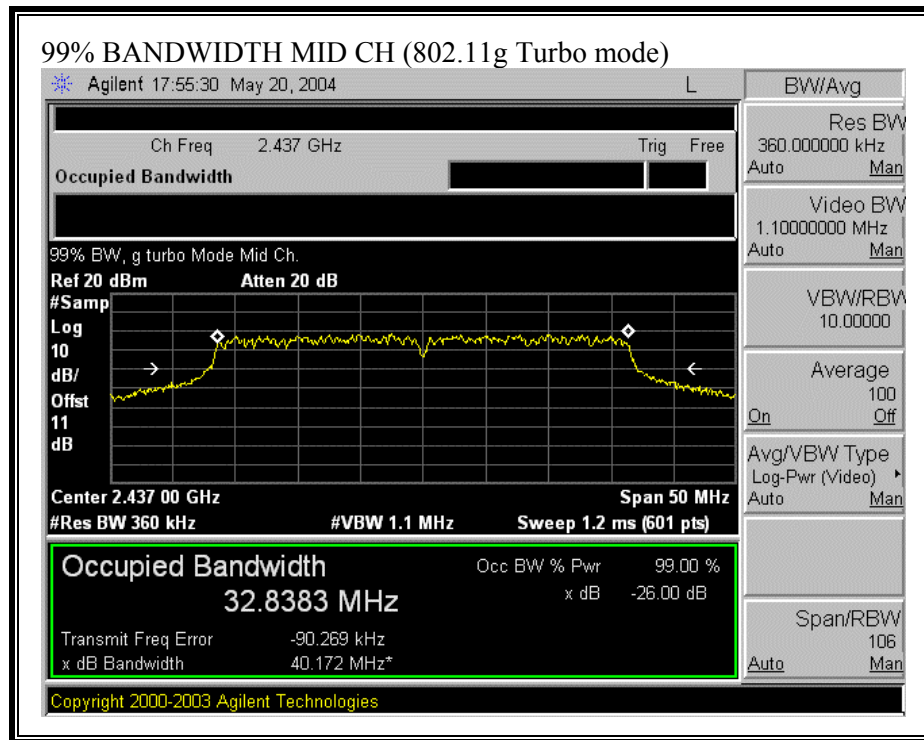 99% BANDWIDTH MID CH (802.11g Turbo mode)
Agilent 17:55:30 May 20, 2004 L
Ch Freq 2.437 GHz Trig Free
Occupied Bandwidth
99% BW, g turbo Mode Mid Ch.
Ref 20 dBm Atten 20 dB
#Samp
Log
10
dB/
Offst
11
dB
Center 2.437 00 GHz Span 50 MHz
#Res BW 360 kHz #VBW 1.1 MHz Sweep 1.2 ms (601 pts)
Occupied Bandwidth Occ BW % Pwr 99.00 %
32.8383 MHz x dB -26.00 dB
Transmit Freq Error -90.269 kHz
x dB Bandwidth 40.172 MHz*
Copyright 2000-2003 Agilent Technologies
BW/Avg
Res BW
360.000000 kHz
Auto Man
Video BW
1.10000000 MHz
Auto Man
VBW/RBW
10.00000
Average
100
On Off
Avg/VBW Type
Log-Pwr (Video)
Auto Man
Span/RBW
106
Auto Man